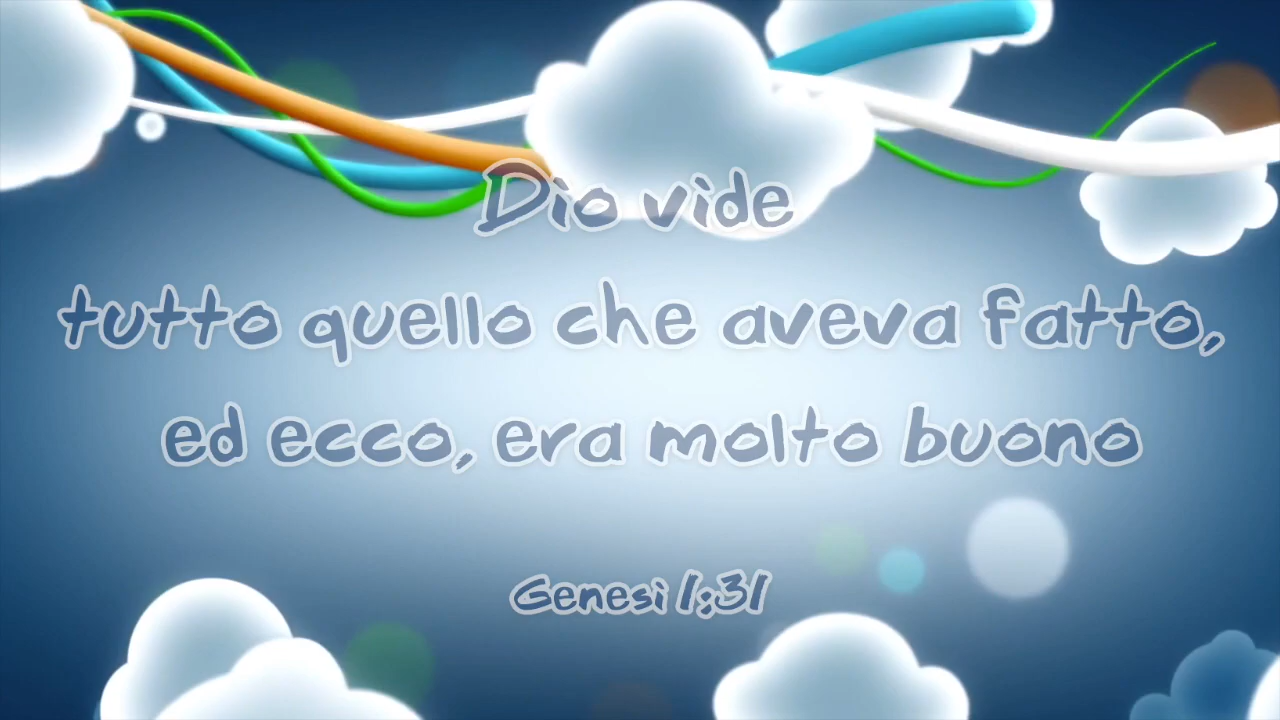 Dio vide
tutto quello che aveva fatto,
ed ecco, era molto buono
Genesi 1:31